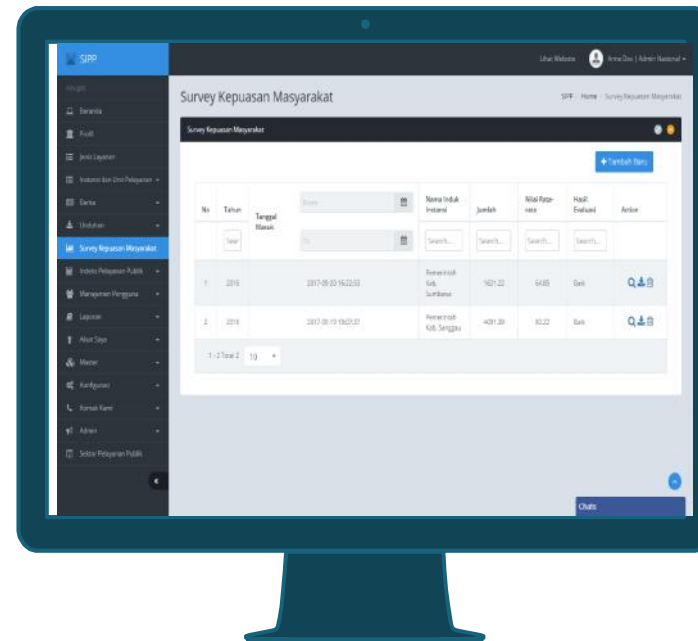 SIPP
Lihat Website
Admin Nasional
Survey Kepuasan Masyarakat
SIPP Home Survey Kepuasan Masyarakat
Beranda
Profil
Jenis Layanan
Instansi dan Unit Pelayanan
Berita
Unduhan
Survey Kepuasan Masyarakat
Indeks Pelayanan Publik
Manajemen Pengguna
Laporan
Akun Saya
Master
Konfigurasi
Kontak Kami
Admin
Sektor Pelayanan Publik
Survey Kepuasan Masyarakat
Tambah Baru
No Tahun Tanggal Masuk Nama Induk Instansi Jumlah Nilai Rata-rata Hasil Evaluasi Action
From
To
Search... Search... Search... Search...
1 2016 Pemerintah Kab. Sumbawa Baik
2 2016 Pemerintah Kab. Sanggau Baik
1 - 2 Total 2 10
Chats